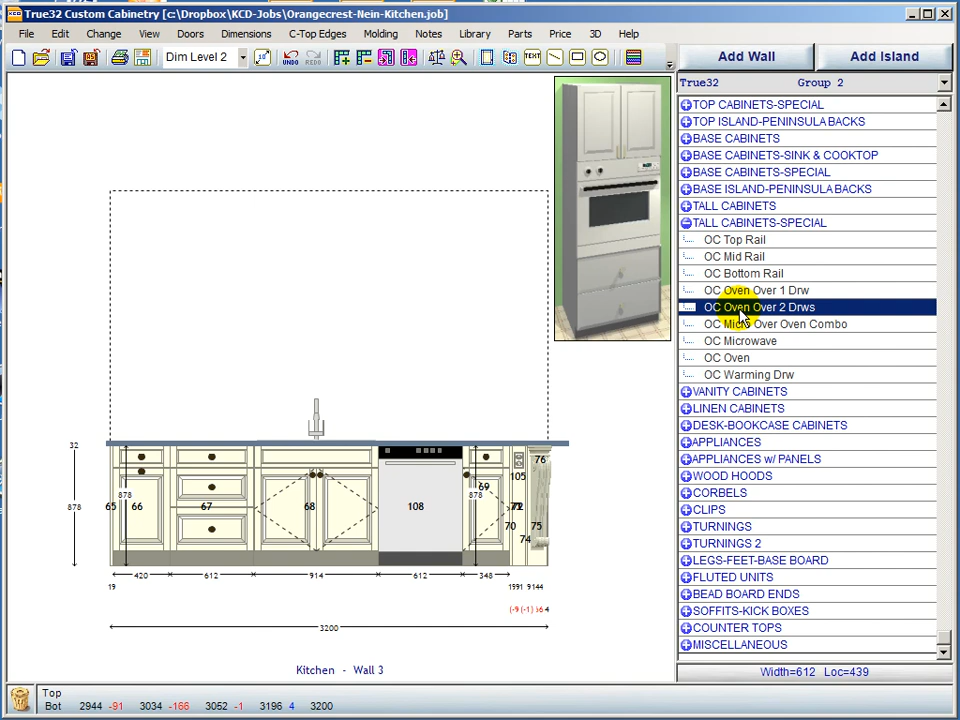 True32 Custom Cabinetry [c:\Dropbox\KCD-Jobs\Orangecrest-Nein-Kitchen.job]
File Edit Change View Doors Dimensions C-Top Edges Molding Notes Library Parts Price 3D Help
Dim Level 2 UNDO REDO TEXT
Add Wall Add Island
True32 Group 2
TOP CABINETS-SPECIAL
TOP ISLAND-PENINSULA BACKS
BASE CABINETS
BASE CABINETS-SINK & COOKTOP
BASE CABINETS-SPECIAL
BASE ISLAND-PENINSULA BACKS
TALL CABINETS
TALL CABINETS-SPECIAL
OC Top Rail
OC Mid Rail
OC Bottom Rail
OC Oven Over 1 Drw
OC Oven Over 2 Drws
OC Micro Over Oven Combo
OC Microwave
OC Oven
OC Warming Drw
VANITY CABINETS
LINEN CABINETS
DESK-BOOKCASE CABINETS
APPLIANCES
APPLIANCES w/ PANELS
WOOD HOODS
CORBELS
CLIPS
TURNINGS
TURNINGS 2
LEGS-FEET-BASE BOARD
FLUTED UNITS
BEAD BOARD ENDS
SOFFITS-KICK BOXES
COUNTER TOPS
MISCELLANEOUS
Width=612 Loc=439
32
76
105
69
878 878
878 65 66 67 68 108 72
70 75
74
420 612 914 612 348
19
3200
Kitchen - Wall 3
Top
Bot 2944 -91 3034 -166 3052 -1 3196 4 3200